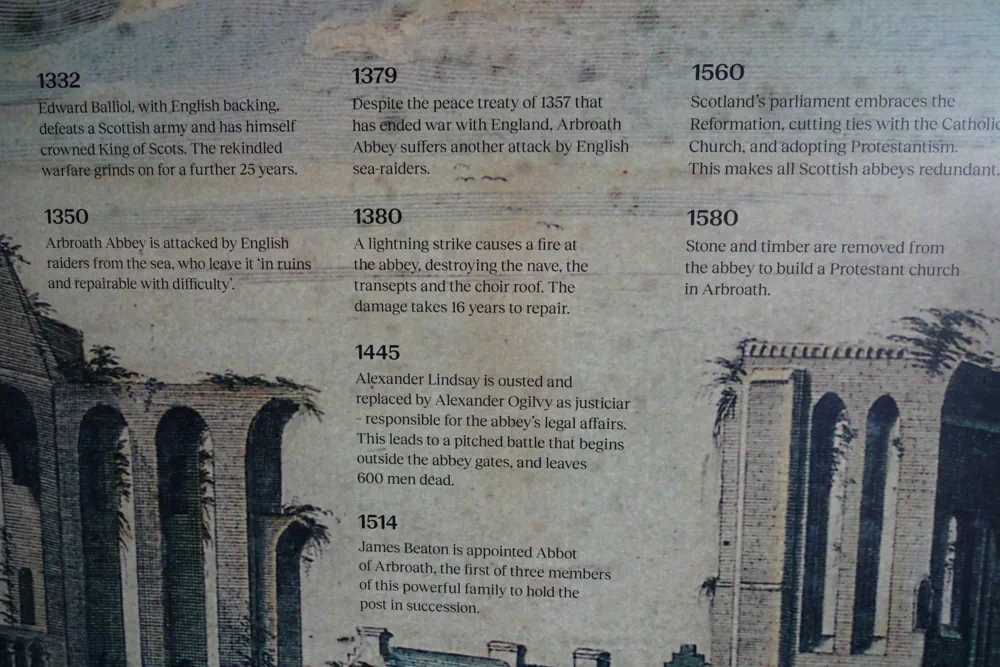 1332
Edward Balliol, with English backing,
defeats a Scottish army and has himself
crowned King of Scots. The rekindled
warfare grinds on for a further 25 years.
1350
Arbroath Abbey is attacked by English
raiders from the sea, who leave it ‘in ruins
and repairable with difficulty’.
1379
Despite the peace treaty of 1357 that
has ended war with England, Arbroath
Abbey suffers another attack by English
sea-raiders.
1380
A lightning strike causes a fire at
the abbey, destroying the nave, the
transepts and the choir roof. The
damage takes 16 years to repair.
1445
Alexander Lindsay is ousted and
replaced by Alexander Ogilvy as justiciar
– responsible for the abbey’s legal affairs.
This leads to a pitched battle that begins
outside the abbey gates, and leaves
600 men dead.
1514
James Beaton is appointed Abbot
of Arbroath, the first of three members
of this powerful family to hold the
post in succession.
1560
Scotland’s parliament embraces the
Reformation, cutting ties with the Catholic
Church, and adopting Protestantism.
This makes all Scottish abbeys redundant.
1580
Stone and timber are removed from
the abbey to build a Protestant church
in Arbroath.